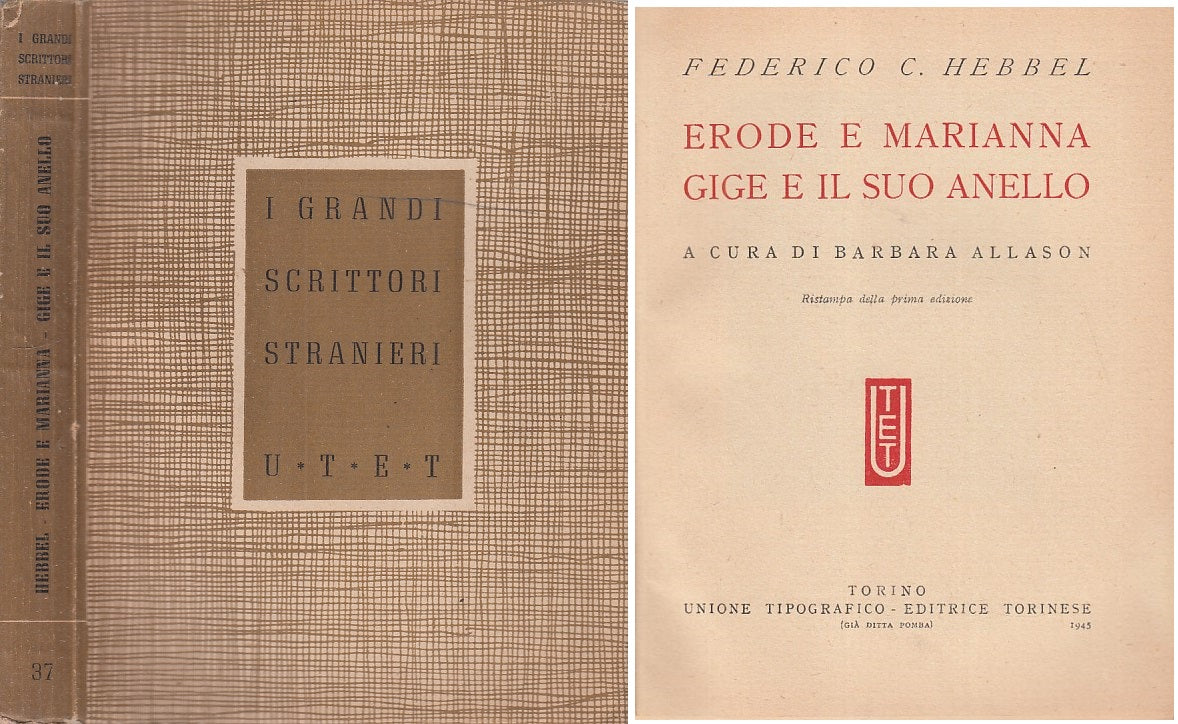 I GRANDI
SCRITTORI
STRANIERI
HEBBEL - ERODE E MARIANNA - GIGE E IL SUO ANELLO
37
I GRANDI
SCRITTORI
STRANIERI
U * T * E * T
FEDERICO C. HEBBEL
ERODE E MARIANNA
GIGE E IL SUO ANELLO
A CURA DI BARBARA ALLASON
Ristampa della prima edizione
UTET
TORINO
UNIONE TIPOGRAFICO - EDITRICE TORINESE
(GIÀ DITTA POMBA) 1945